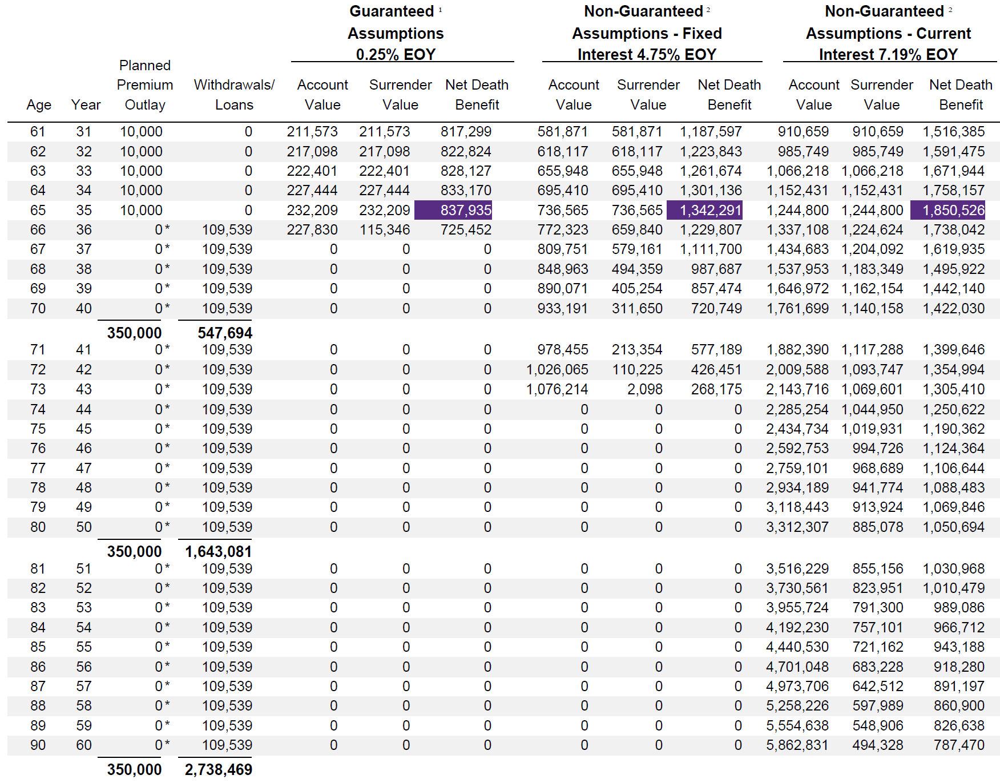 Guaranteed 1 Non-Guaranteed 2 Non-Guaranteed 2
Assumptions Assumptions - Fixed Assumptions - Current
0.25% EOY Interest 4.75% EOY Interest 7.19% EOY
Planned
Premium Withdrawals/ Account Surrender Net Death Account Surrender Net Death Account Surrender Net Death
Age Year Outlay Loans Value Value Benefit Value Value Benefit Value Value Benefit
61 31 10,000 0 211,573 211,573 817,299 581,871 581,871 1,187,597 910,659 910,659 1,516,385
62 32 10,000 0 217,098 217,098 822,824 618,117 618,117 1,223,843 985,749 985,749 1,591,475
63 33 10,000 0 222,401 222,401 828,127 655,948 655,948 1,261,674 1,066,218 1,066,218 1,671,944
64 34 10,000 0 227,444 227,444 833,170 695,410 695,410 1,301,136 1,152,431 1,152,431 1,758,157
65 35 10,000 0 232,209 232,209 837,935 736,565 736,565 1,342,291 1,244,800 1,244,800 1,850,526
66 36 0* 109,539 227,830 115,346 725,452 772,323 659,840 1,229,807 1,337,108 1,224,624 1,738,042
67 37 0* 109,539 0 0 0 809,751 579,161 1,111,700 1,434,683 1,204,092 1,619,935
68 38 0* 109,539 0 0 0 848,963 494,359 987,687 1,537,953 1,183,349 1,495,922
69 39 0* 109,539 0 0 0 890,071 405,254 857,474 1,646,972 1,162,154 1,442,140
70 40 0* 109,539 0 0 0 933,191 311,650 720,749 1,761,699 1,140,158 1,422,030
350,000 547,694
71 41 0* 109,539 0 0 0 978,455 213,354 577,189 1,882,390 1,117,288 1,399,646
72 42 0* 109,539 0 0 0 1,026,065 110,225 426,451 2,009,588 1,093,747 1,354,994
73 43 0* 109,539 0 0 0 1,076,214 2,098 268,175 2,143,716 1,069,601 1,305,410
74 44 0* 109,539 0 0 0 0 0 0 2,285,254 1,044,950 1,250,622
75 45 0* 109,539 0 0 0 0 0 0 2,434,734 1,019,931 1,190,362
76 46 0* 109,539 0 0 0 0 0 0 2,592,753 994,726 1,124,364
77 47 0* 109,539 0 0 0 0 0 0 2,759,101 968,689 1,106,644
78 48 0* 109,539 0 0 0 0 0 0 2,934,189 941,774 1,088,483
79 49 0* 109,539 0 0 0 0 0 0 3,118,443 913,924 1,069,846
80 50 0* 109,539 0 0 0 0 0 0 3,312,307 885,078 1,050,694
350,000 1,643,081
81 51 0* 109,539 0 0 0 0 0 0 3,516,229 855,156 1,030,968
82 52 0* 109,539 0 0 0 0 0 0 3,730,561 823,951 1,010,479
83 53 0* 109,539 0 0 0 0 0 0 3,955,724 791,300 989,086
84 54 0* 109,539 0 0 0 0 0 0 4,192,230 757,101 966,712
85 55 0* 109,539 0 0 0 0 0 0 4,440,530 721,162 943,188
86 56 0* 109,539 0 0 0 0 0 0 4,701,048 683,228 918,280
87 57 0* 109,539 0 0 0 0 0 0 4,973,706 642,512 891,197
88 58 0* 109,539 0 0 0 0 0 0 5,258,226 597,989 860,900
89 59 0* 109,539 0 0 0 0 0 0 5,554,638 548,906 826,638
90 60 0* 109,539 0 0 0 0 0 0 5,862,831 494,328 787,470
350,000 2,738,469